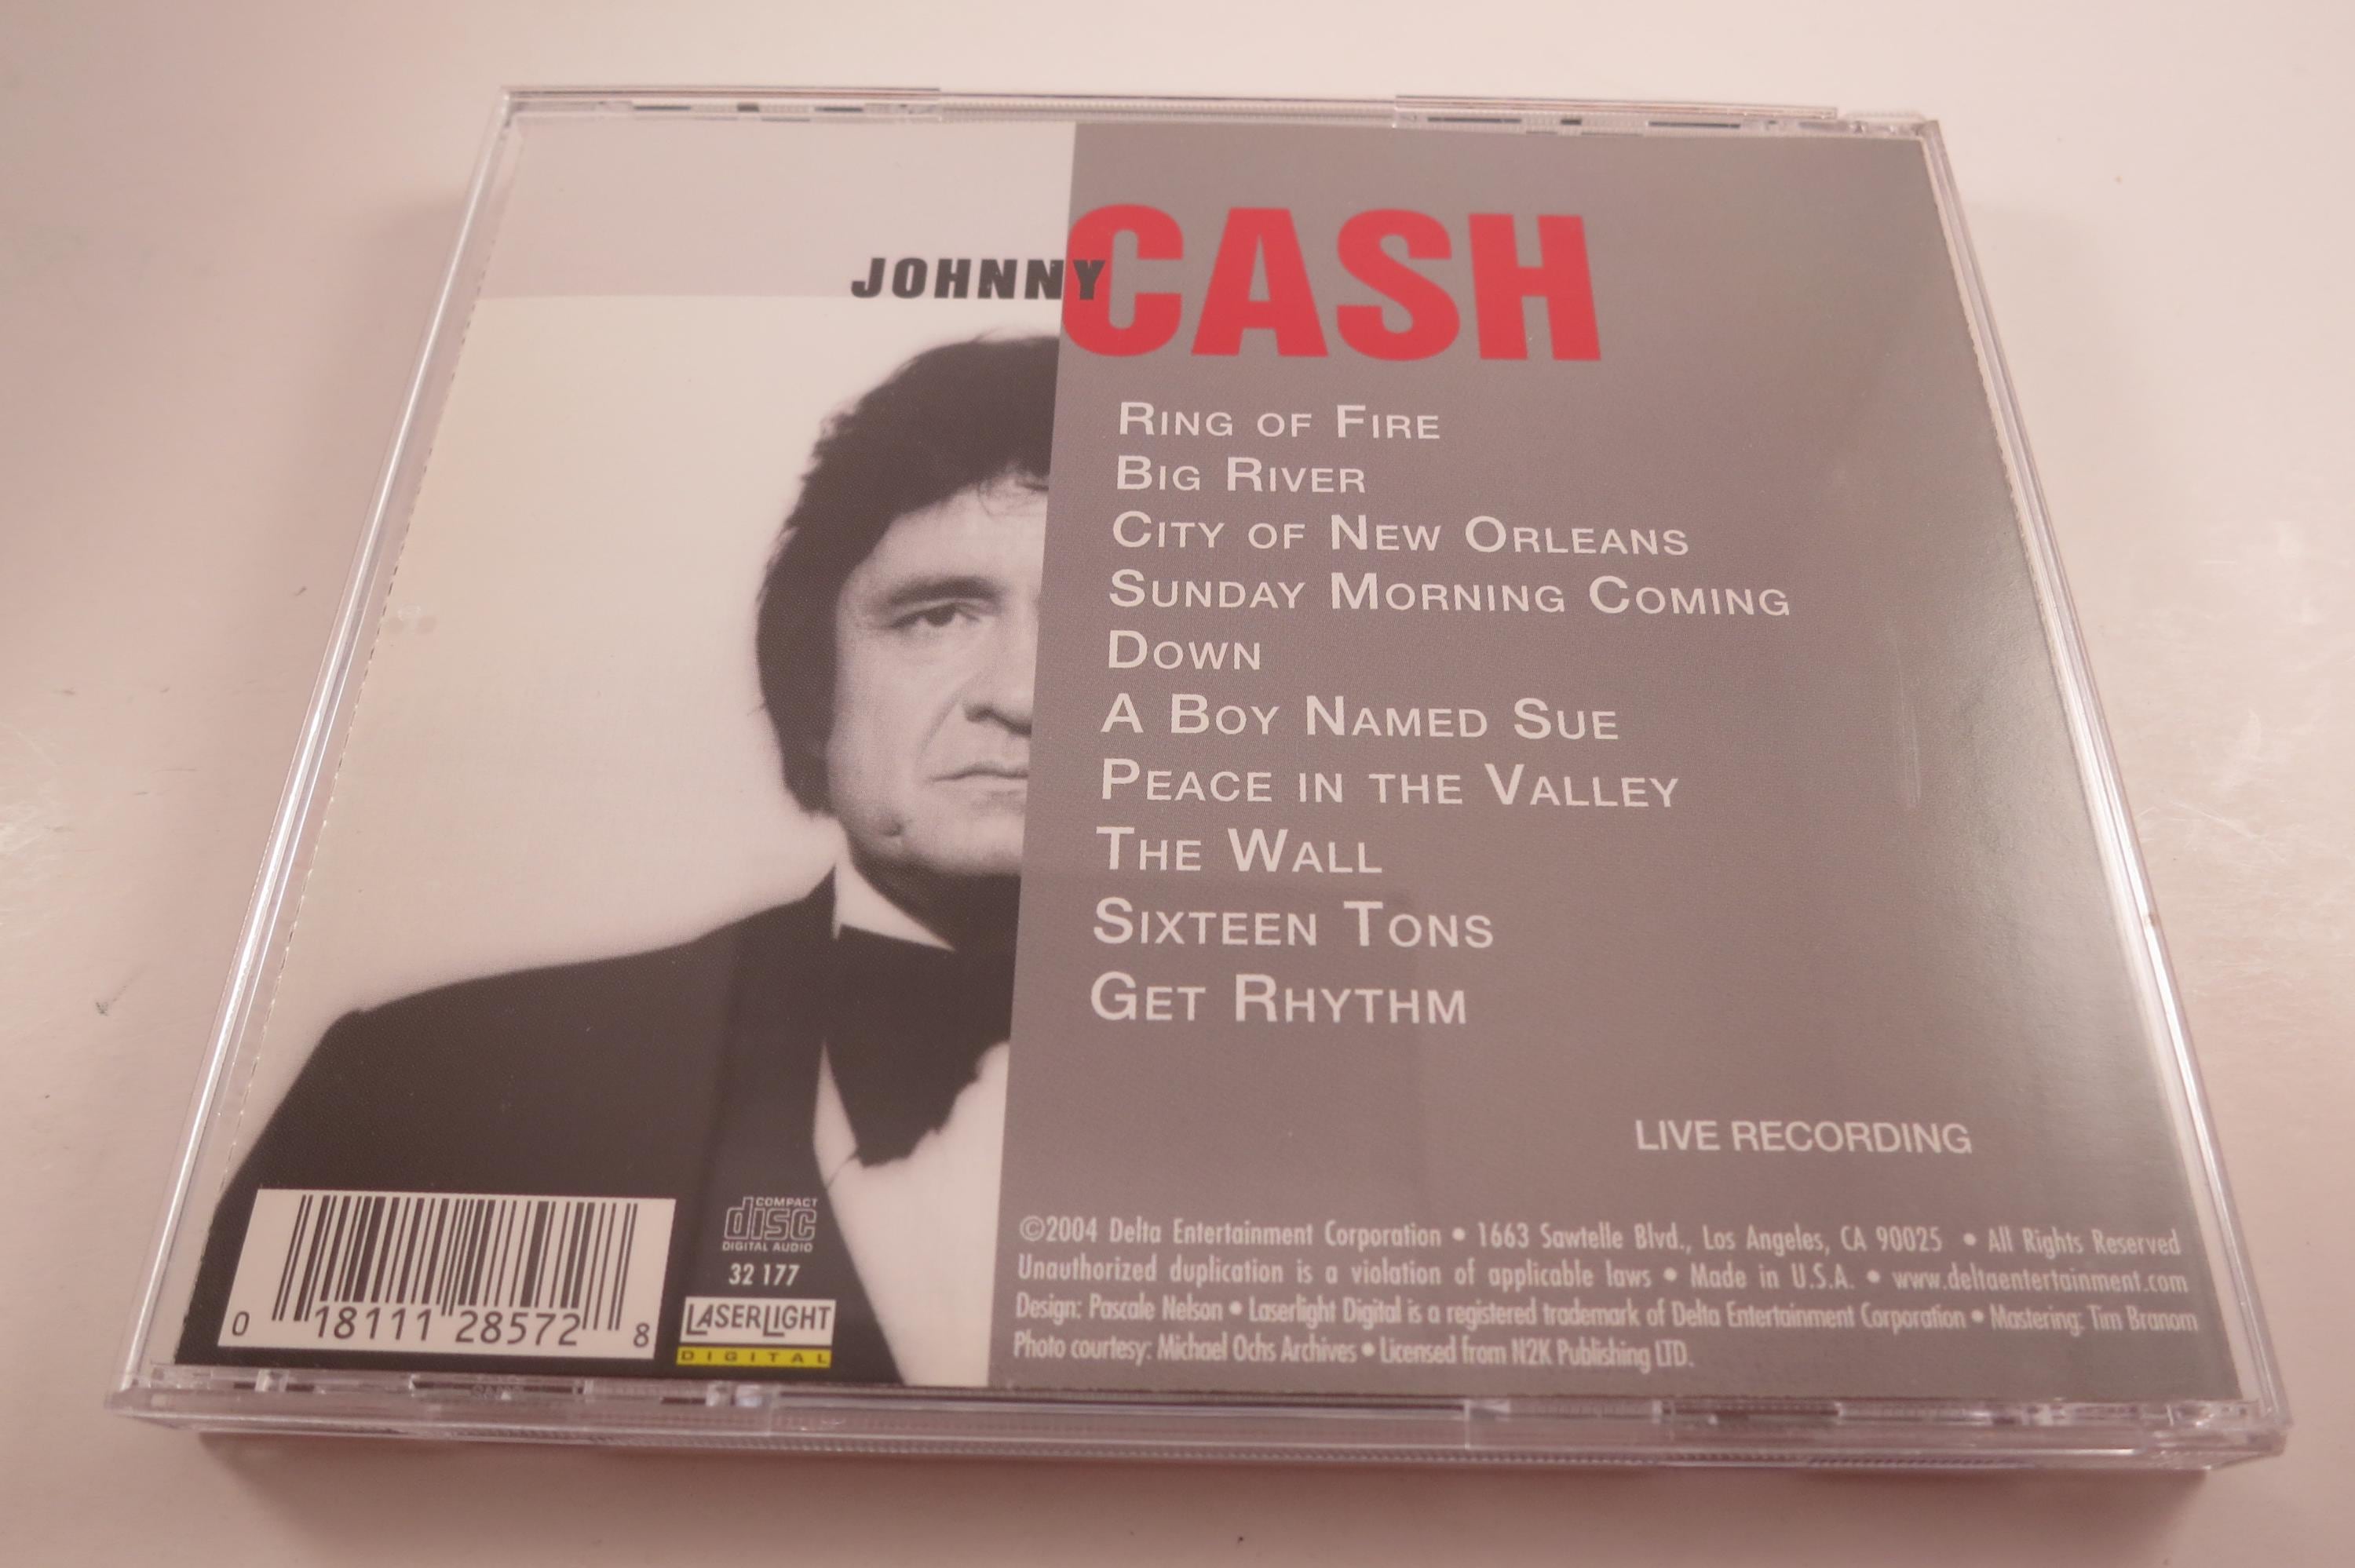 JOHNNY CASH
RING OF FIRE
BIG RIVER
CITY OF NEW ORLEANS
SUNDAY MORNING COMING
DOWN
A BOY NAMED SUE
PEACE IN THE VALLEY
THE WALL
SIXTEEN TONS
GET RHYTHM
LIVE RECORDING
©2004 Delta Entertainment Corporation • 1663 Sawtelle Blvd., Los Angeles, CA 90025 • All Rights Reserved
Unauthorized duplication is a violation of applicable laws • Made in U.S.A. • www.deltaentertainment.com
Design: Pascale Nelson • Laserlight Digital is a registered trademark of Delta Entertainment Corporation • Mastering: Tim Branom
Photo courtesy: Michael Ochs Archives • Licensed from N2K Publishing LTD.
COMPACT
disc
DIGITAL AUDIO
32 177
LASERLIGHT
DIGITAL
0 18111 28572 8